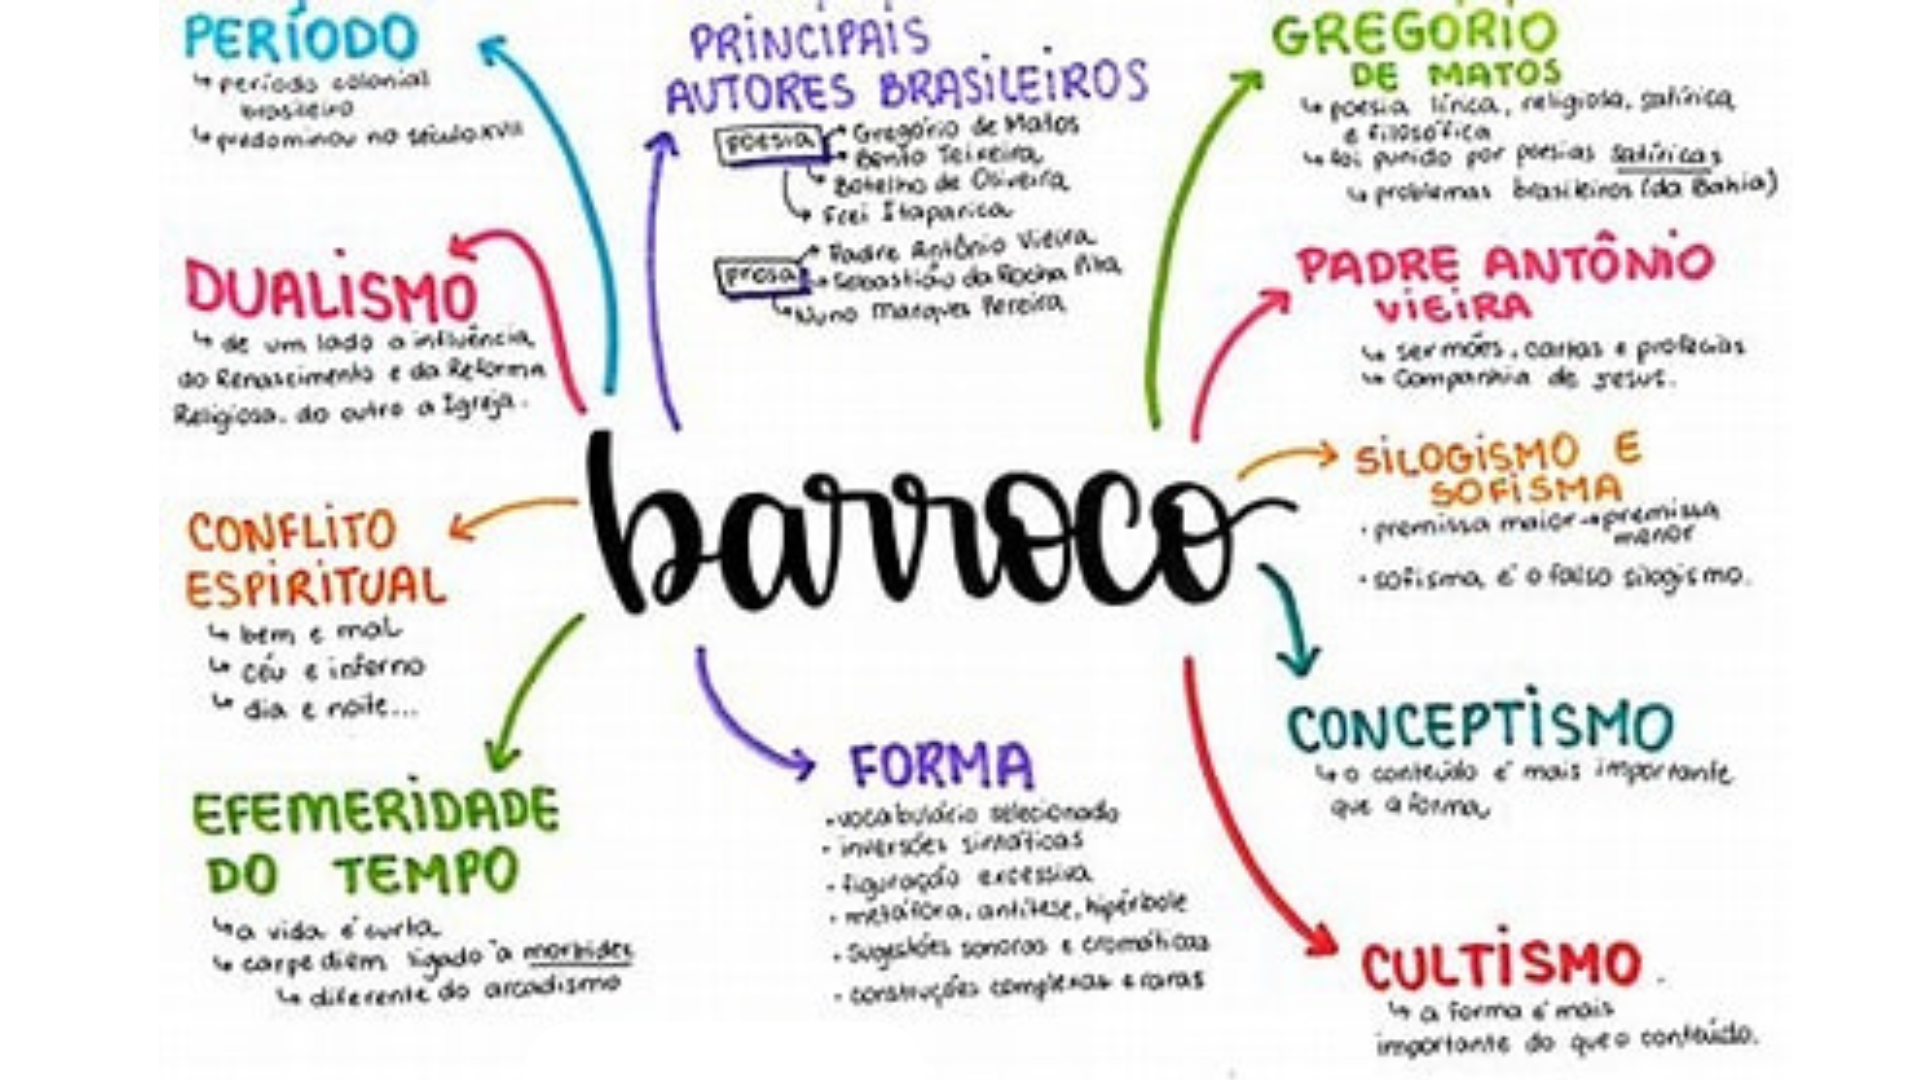 PERÍODO
↳ período colonial
brasileiro
↳ predominou no século XVII
PRINCIPAIS
AUTORES BRASILEIROS
poesia
Gregório de Matos
Bento Teixeira
Botelho de Oliveira
Frei Itaparica
prosa
Padre Antônio Vieira
Sebastião da Rocha Pita
Nuno Marques Pereira
GREGÓRIO
DE MATOS
↳ poesia lírica, religiosa, satírica
e filosófica
↳ foi punido por poesias satíricas
↳ problemas brasileiros (da Bahia)
DUALISMO
↳ de um lado a influência
do Renascimento e da Reforma
Religiosa. do outro a Igreja.
PADRE ANTÔNIO
VIEIRA
↳ sermões, cartas e profecias
↳ Companhia de Jesus.
barroco
SILOGISMO E
SOFISMA
• premissa maior → premissa
menor
• sofisma é o falso silogismo.
CONFLITO
ESPIRITUAL
↳ bem e mal
↳ céu e inferno
↳ dia e noite...
CONCEPTISMO
↳ o conteúdo é mais importante
que a forma
EFEMERIDADE
DO TEMPO
↳ a vida é curta
↳ carpe diem ligado à morbides
↳ diferente do arcadismo
FORMA
• vocabulário selecionado
• inversões sintáticas
• figuração excessiva
• metáfora, antítese, hipérbole
• sugestões sonoras e cromáticas
• construções complexas e raras
CULTISMO
↳ a forma é mais
importante do que o conteúdo.